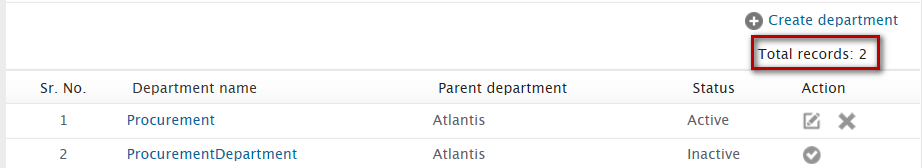 Create department
Total records: 2
Sr. No. Department name Parent department Status Action
1 Procurement Atlantis Active
2 ProcurementDepartment Atlantis Inactive